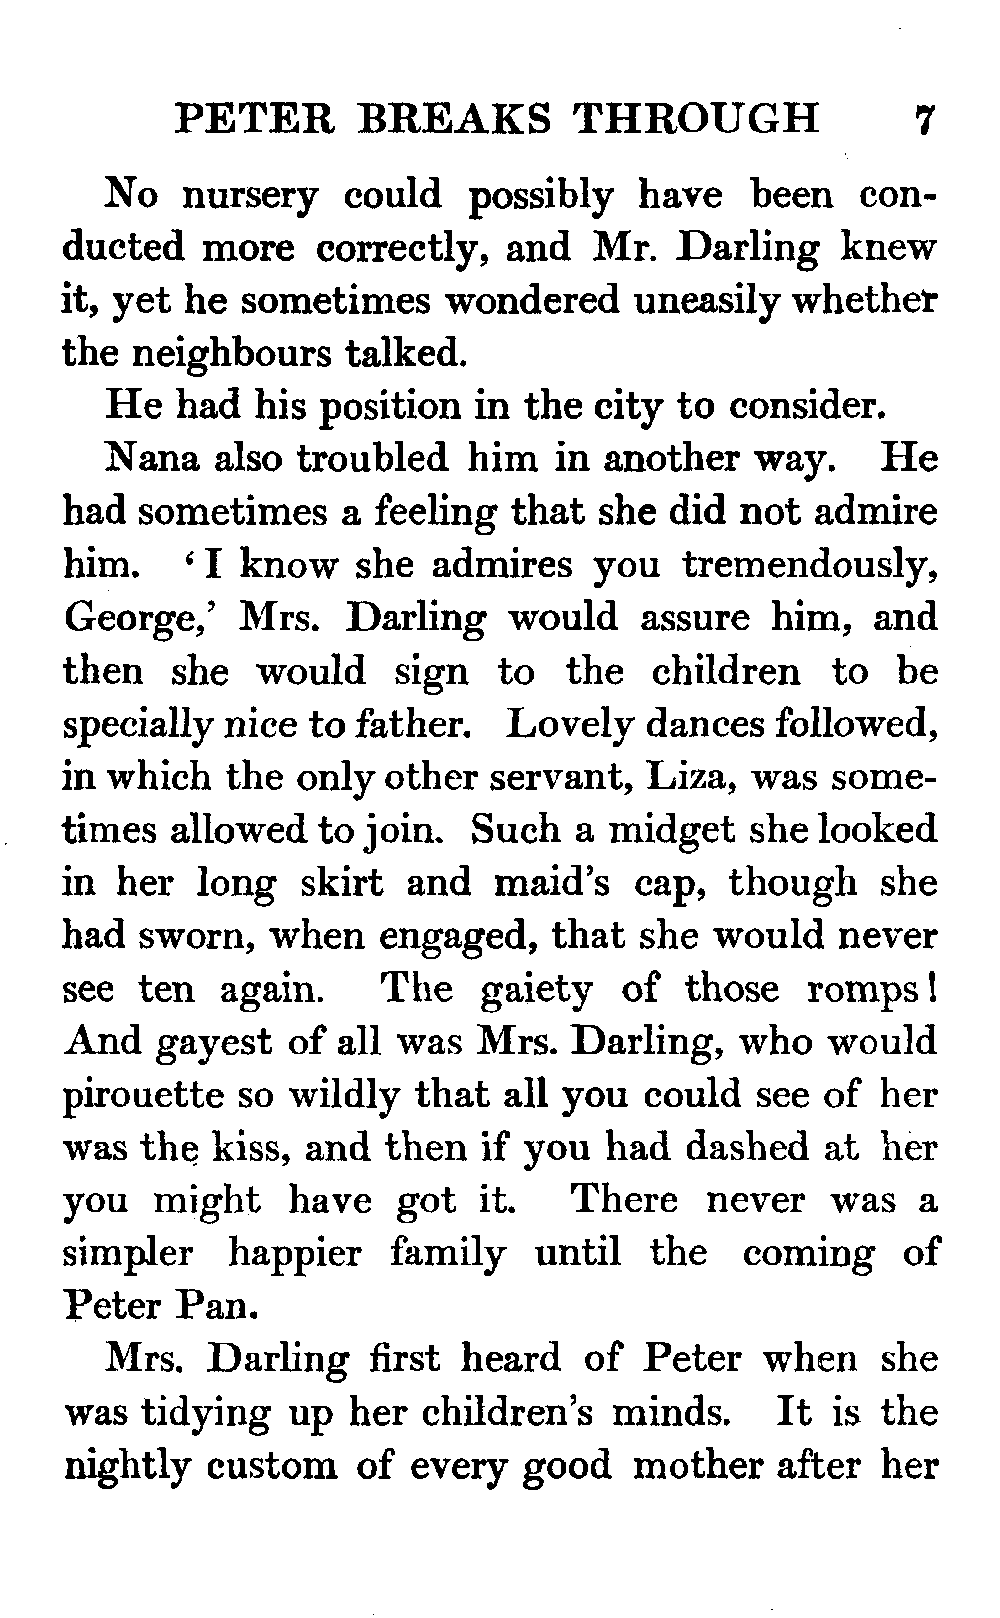 PETER BREAKS THROUGH 7
No nursery could possibly have been con-
ducted more correctly, and Mr. Darling knew
it, yet he sometimes wondered uneasily whether
the neighbours talked.
He had his position in the city to consider.
Nana also troubled him in another way. He
had sometimes a feeling that she did not admire
him. ‘I know she admires you tremendously,
George,’ Mrs. Darling would assure him, and
then she would sign to the children to be
specially nice to father. Lovely dances followed,
in which the only other servant, Liza, was some-
times allowed to join. Such a midget she looked
in her long skirt and maid’s cap, though she
had sworn, when engaged, that she would never
see ten again. The gaiety of those romps!
And gayest of all was Mrs. Darling, who would
pirouette so wildly that all you could see of her
was the kiss, and then if you had dashed at her
you might have got it. There never was a
simpler happier family until the coming of
Peter Pan.
Mrs. Darling first heard of Peter when she
was tidying up her children’s minds. It is the
nightly custom of every good mother after her